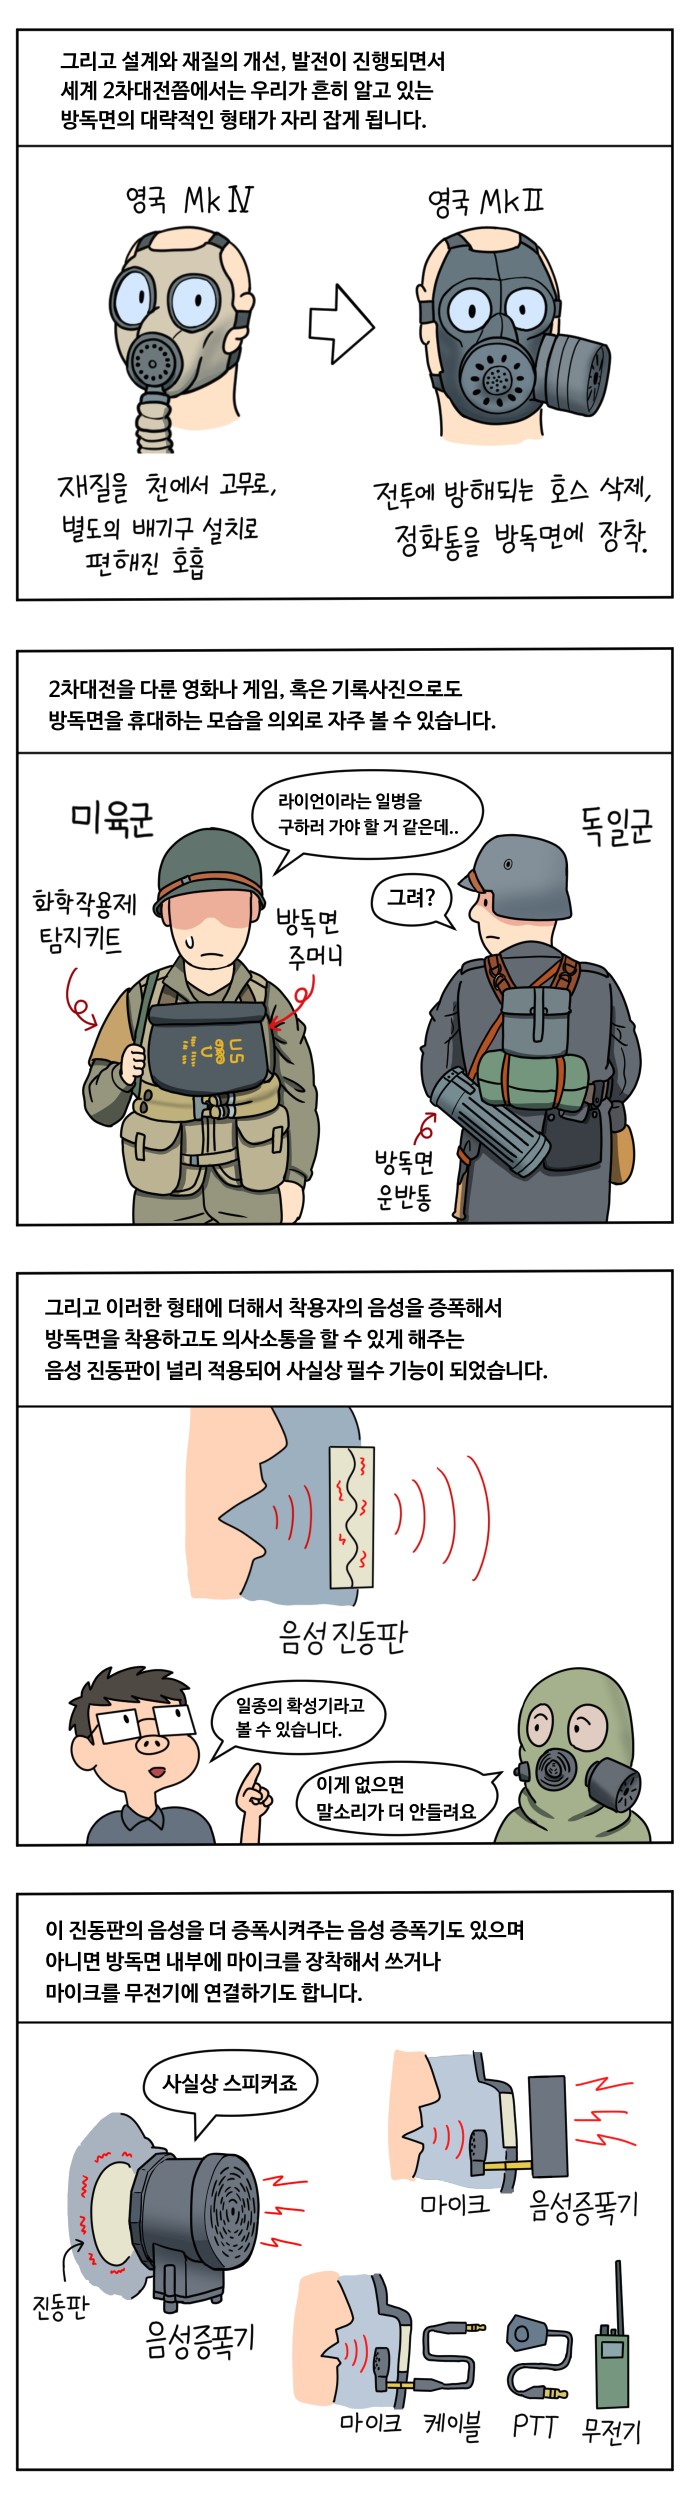 그리고 설계와 재질의 개선, 발전이 진행되면서
세계 2차대전쯤에서는 우리가 흔히 알고 있는
방독면의 대략적인 형태가 자리 잡게 됩니다.
영국 Mk Ⅳ
영국 Mk Ⅱ
재질을 천에서 고무로,
별도의 배기구 설치로
편해진 호흡
전투에 방해되는 호스 삭제,
정화통을 방독면에 장착.
2차대전을 다룬 영화나 게임, 혹은 기록사진으로도
방독면을 휴대하는 모습을 의외로 자주 볼 수 있습니다.
미육군
라이언이라는 일병을
구하러 가야 할 거 같은데..
독일군
그려?
화학작용제
탐지키트
방독면
주머니
US
방독면
운반통
그리고 이러한 형태에 더해서 착용자의 음성을 증폭해서
방독면을 착용하고도 의사소통을 할 수 있게 해주는
음성 진동판이 널리 적용되어 사실상 필수 기능이 되었습니다.
음성진동판
일종의 확성기라고
볼 수 있습니다.
이게 없으면
말소리가 더 안들려요
이 진동판의 음성을 더 증폭시켜주는 음성 증폭기도 있으며
아니면 방독면 내부에 마이크를 장착해서 쓰거나
마이크를 무전기에 연결하기도 합니다.
사실상 스피커죠
마이크
음성증폭기
진동판
음성증폭기
마이크
케이블
PTT
무전기